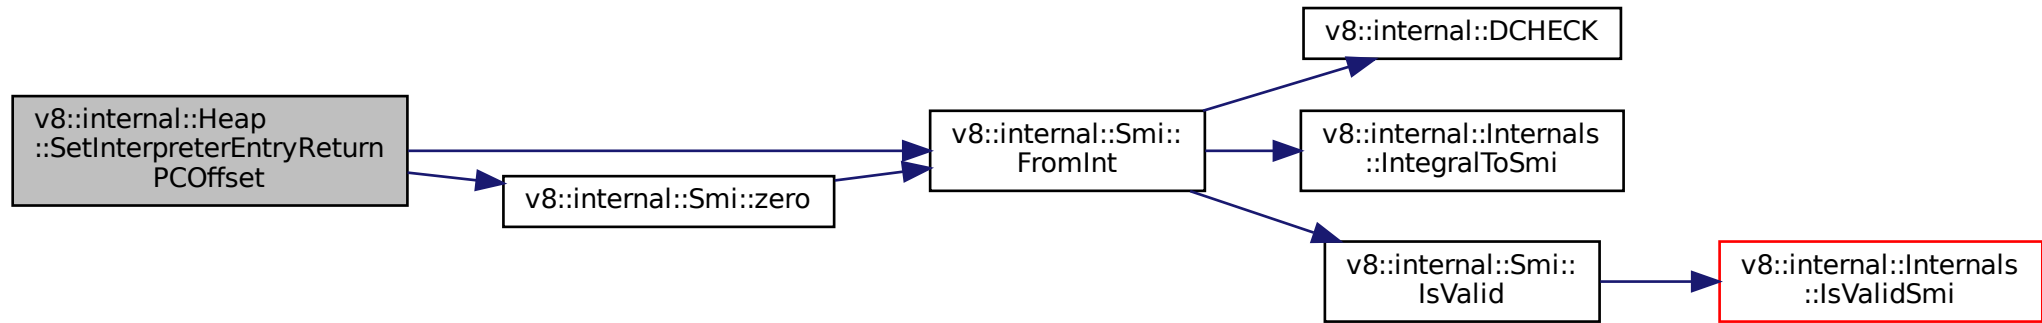 v8::internal::Heap
::SetInterpreterEntryReturn
PCOffset
v8::internal::Smi::zero
v8::internal::Smi::
FromInt
v8::internal::DCHECK
v8::internal::Internals
::IntegralToSmi
v8::internal::Smi::
IsValid
v8::internal::Internals
::IsValidSmi